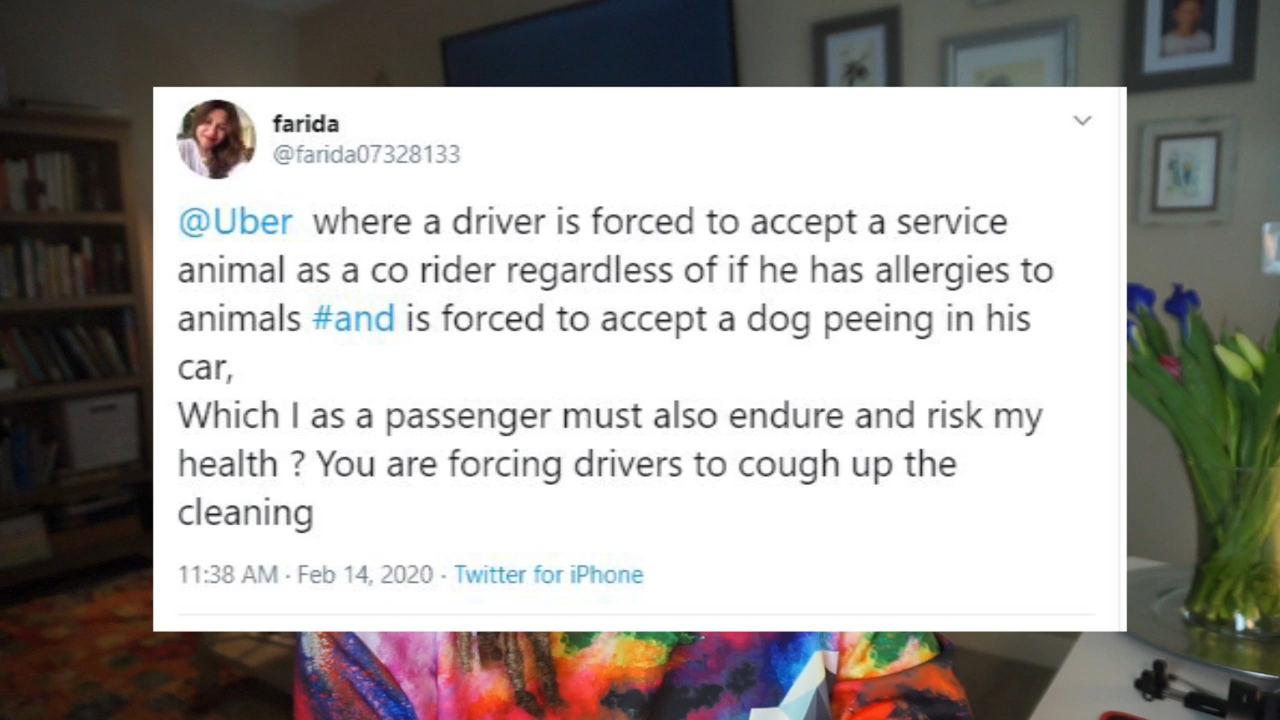 farida
@farida07328133
@Uber where a driver is forced to accept a service
animal as a co rider regardless of if he has allergies to
animals #and is forced to accept a dog peeing in his
car,
Which I as a passenger must also endure and risk my
health ? You are forcing drivers to cough up the
cleaning
11:38 AM · Feb 14, 2020 · Twitter for iPhone